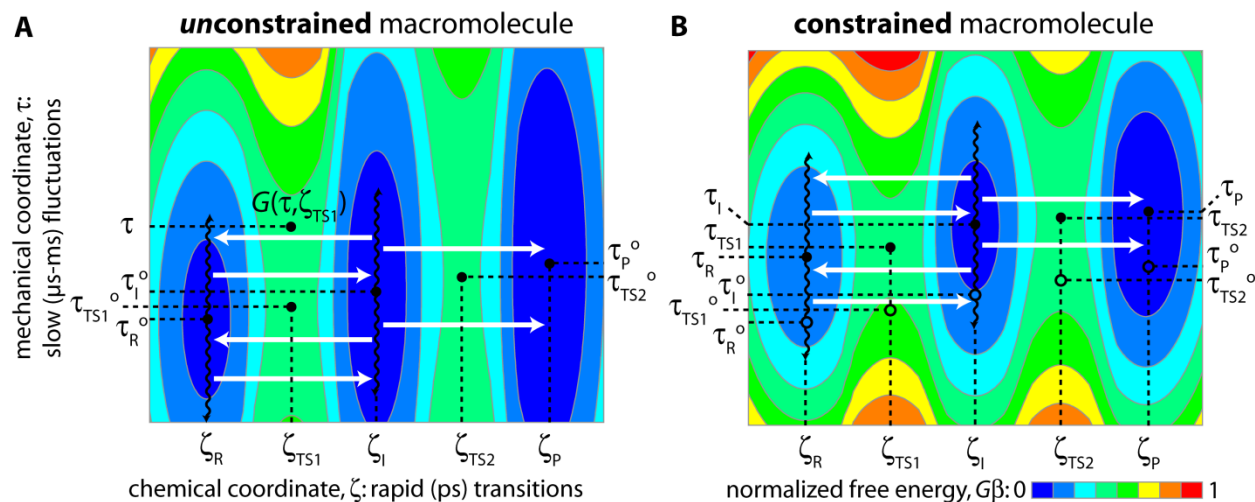 A
unconstrained macromolecule
mechanical coordinate, τ:
slow (μs-ms) fluctuations
G(τ,ζTS1)
τ
τI°
τTS1°
τR°
τP°
τTS2°
ζR
ζTS1
ζI
ζTS2
ζP
chemical coordinate, ζ: rapid (ps) transitions
B
constrained macromolecule
τI
τTS1
τR
τI°
τTS1°
τR°
τP
τTS2
τP°
τTS2°
ζR
ζTS1
ζI
ζTS2
ζP
normalized free energy, Gβ: 0 1